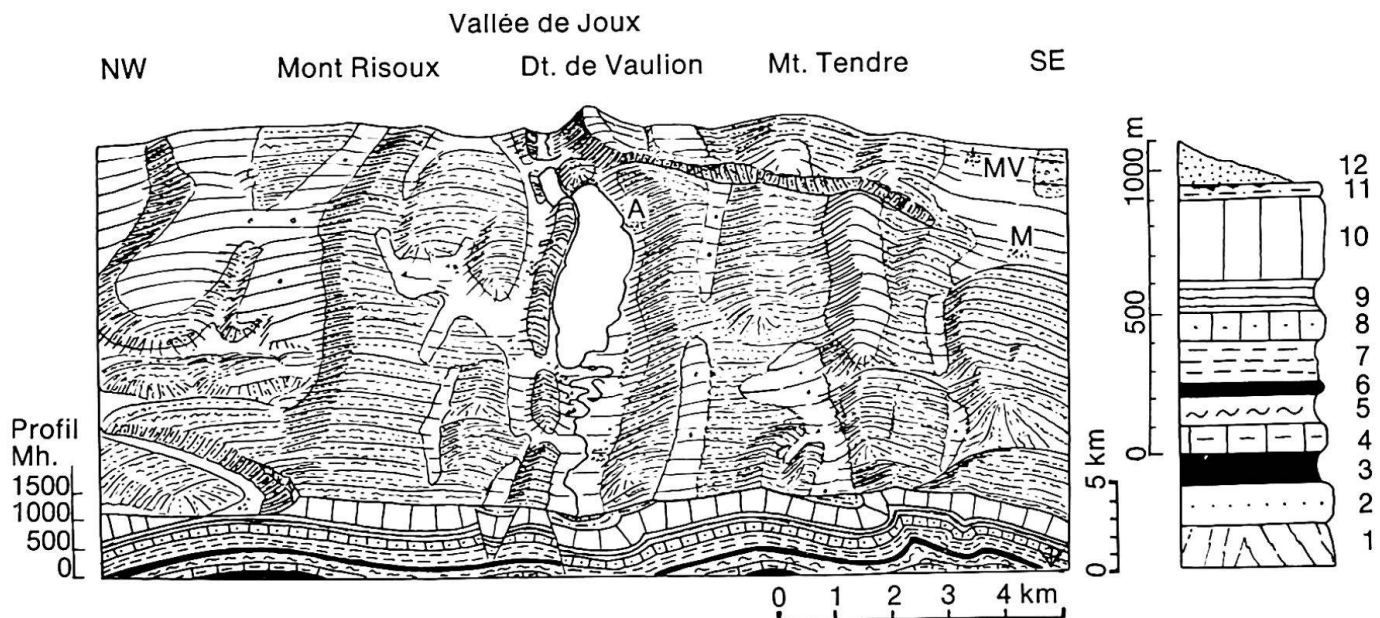 Vallée de Joux
NW Mont Risoux Dt. de Vaulion Mt. Tendre SE
MV
A
M
Profil
Mh.
1500
1000
500
0
5 km
0
0 1 2 3 4 km
1000 m
500
0
12
11
10
9
8
7
6
5
4
3
2
1